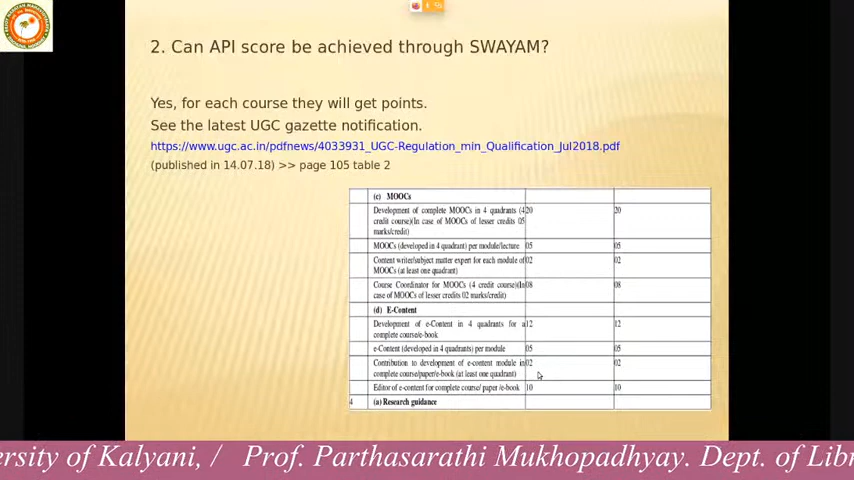 2. Can API score be achieved through SWAYAM?
Yes, for each course they will get points.
See the latest UGC gazette notification.
https://www.ugc.ac.in/pdfnews/4033931_UGC-Regulation_min_Qualification_Jul2018.pdf
(published in 14.07.18) >> page 105 table 2
(c) MOOCs
Development of complete MOOCs in 4 quadrants (4 20 20
credit course)(In case of MOOCs of lesser credits 05
marks/credit)
MOOCs (developed in 4 quadrant) per module/lecture 05 05
Content writer/subject matter expert for each module of 02 02
MOOCs (at least one quadrant)
Course Coordinator for MOOCs (4 credit course)(In 08 08
case of MOOCs of lesser credits 02 marks/credit)
(d) E-Content
Development of e-Content in 4 quadrants for a 12 12
complete course/e-book
e-Content (developed in 4 quadrants) per module 05 05
Contribution to development of e-content module in 02 02
complete course/paper/e-book (at least one quadrant)
Editor of e-content for complete course/ paper /e-book 10 10
4 (a) Research guidance
ersity of Kalyani, / Prof. Parthasarathi Mukhopadhyay. Dept. of Libr